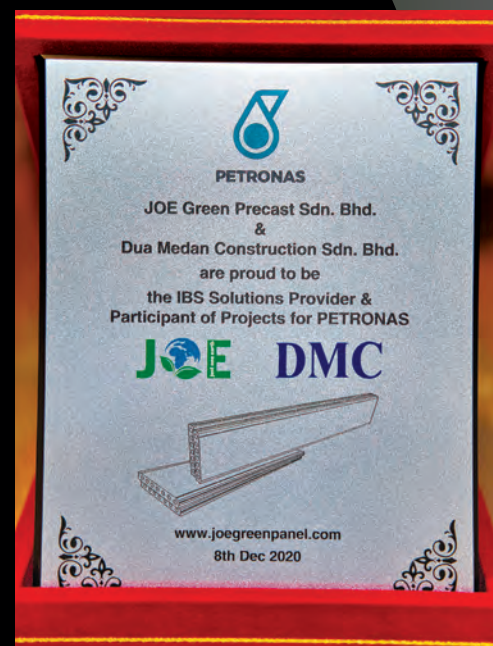 PETRONAS
JOE Green Precast Sdn. Bhd.
&
Dua Medan Construction Sdn. Bhd.
are proud to be
the IBS Solutions Provider &
Participant of Projects for PETRONAS
JOE DMC
www.joegreenpanel.com
8th Dec 2020